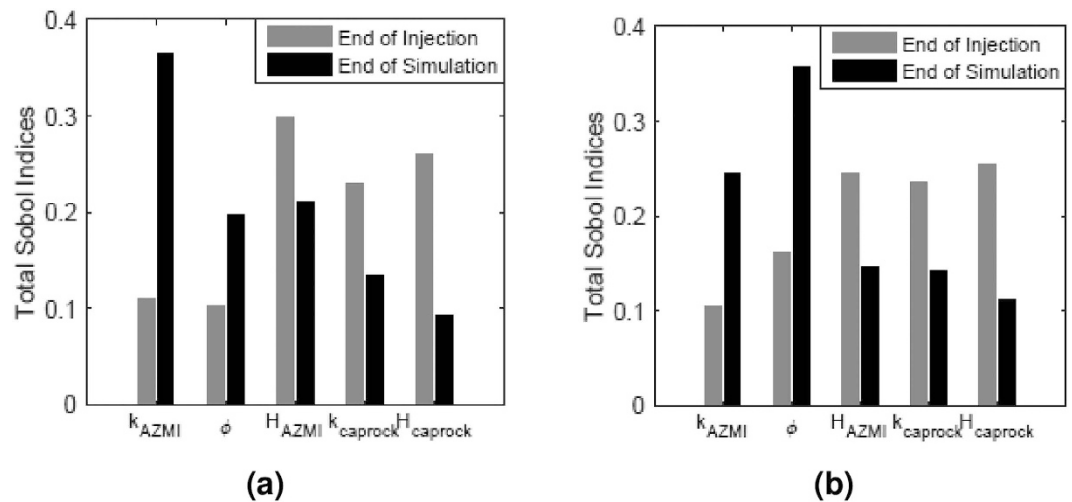 0.4
End of Injection
End of Simulation
0.3
0.2
0.1
0
Total Sobol Indices
k_AZMI ϕ H_AZMI k_caprock H_caprock
(a)
0.4
End of Injection
End of Simulation
0.3
0.2
0.1
0
Total Sobol Indices
k_AZMI ϕ H_AZMI k_caprock H_caprock
(b)